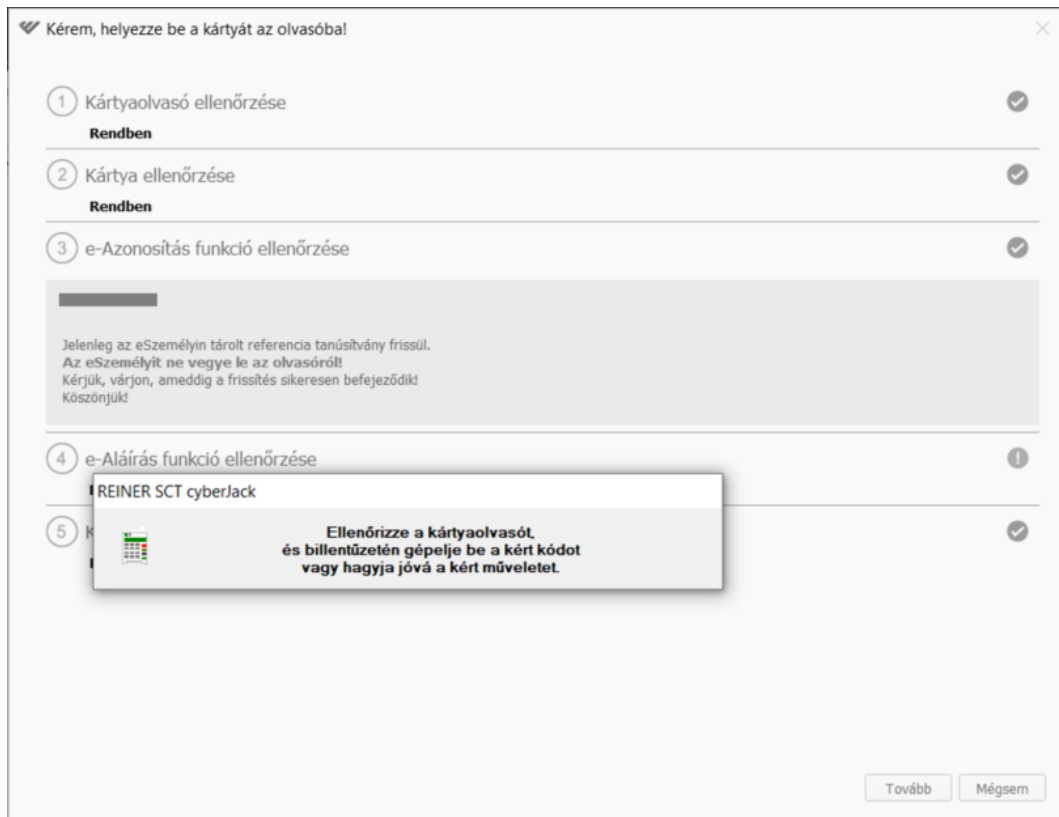 Kérem, helyezze be a kártyát az olvasóba!
1 Kártyaolvasó ellenőrzése
Rendben
2 Kártya ellenőrzése
Rendben
3 e-Azonosítás funkció ellenőrzése
Jelenleg az eSzemélyin tárolt referencia tanúsítvány frissül.
Az eSzemélyit ne vegye le az olvasóról!
Kérjük, várjon, ameddig a frissítés sikeresen befejeződik!
Köszönjük!
4 e-Aláírás funkció ellenőrzése
REINER SCT cyberJack
5
Ellenőrizze a kártyaolvasót,
és billentűzetén gépelje be a kért kódot
vagy hagyja jóvá a kért műveletet.
Tovább Mégsem